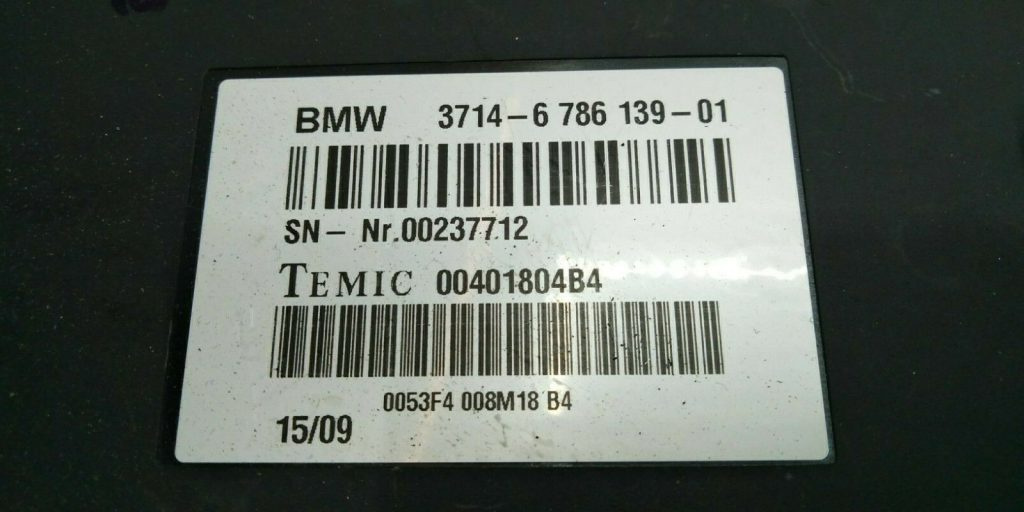 BMW 3714-6 786 139-01
SN- Nr.00237712
TEMIC 00401804B4
0053F4 008M18 B4
15/09